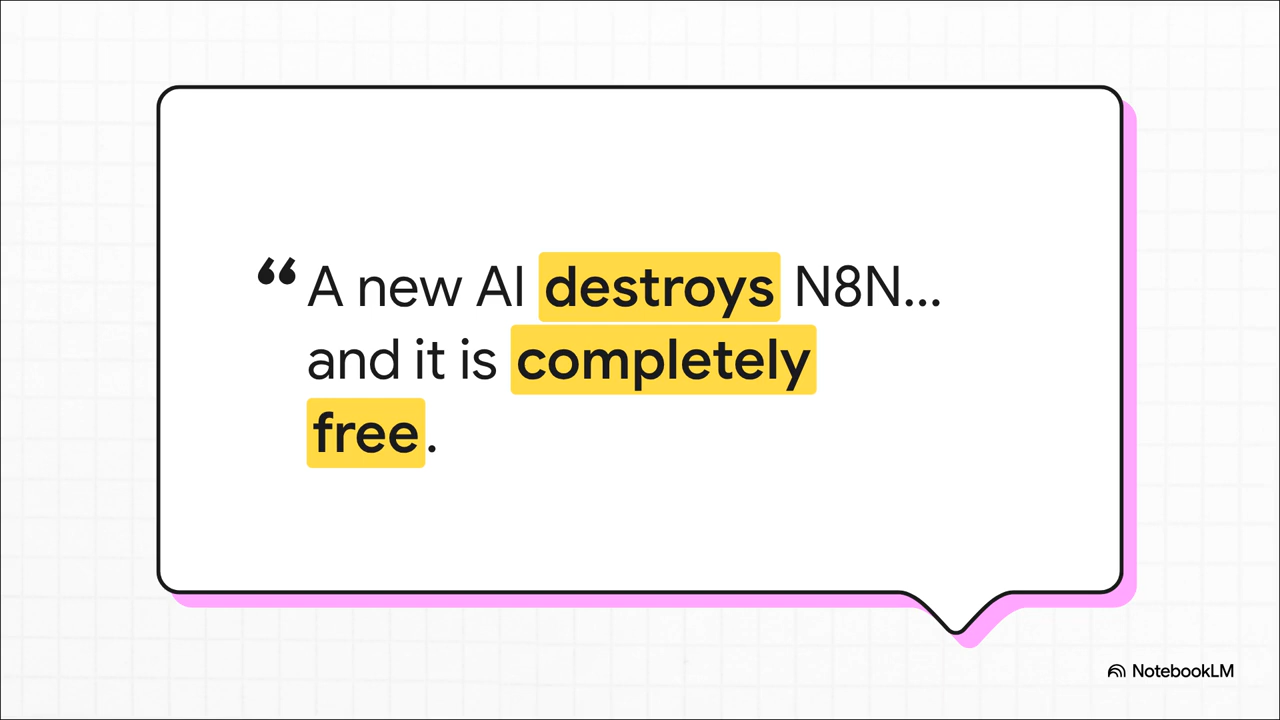 “A new AI destroys N8N...
and it is completely
free.
NotebookLM